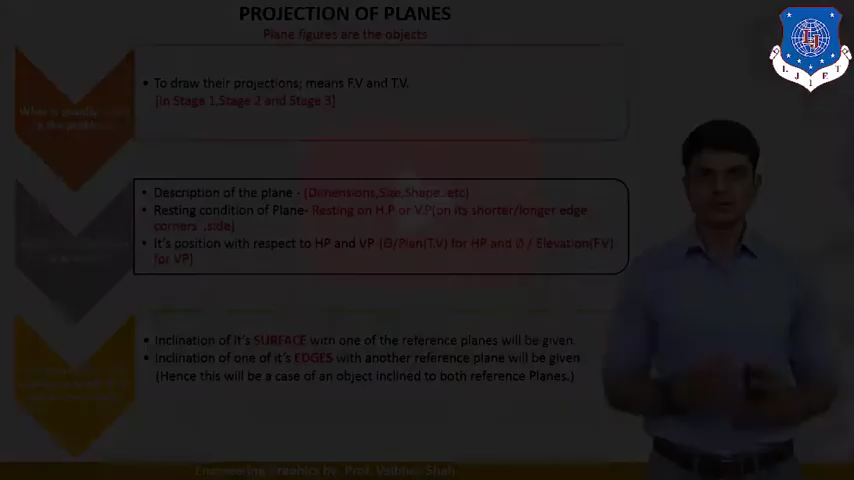 PROJECTION OF PLANES
Plane figures are the objects
• To draw their projections; means F.V and T.V.
[in Stage 1,Stage 2 and Stage 3]
• Description of the plane - (Dimensions,Size,Shape..etc)
• Resting condition of Plane- Resting on H.P or V.P(on its shorter/longer edge
corners ,side)
• It's position with respect to HP and VP (Θ/Plan(T.V) for HP and Ø / Elevation(F.V)
for VP)
• Inclination of it's SURFACE with one of the reference planes will be given
• Inclination of one of it's EDGES with another reference plane will be given
(Hence this will be a case of an object inclined to both reference Planes.)
Engineering Graphics by: Prof. Vaibhav Shah
LJ
L J I E T